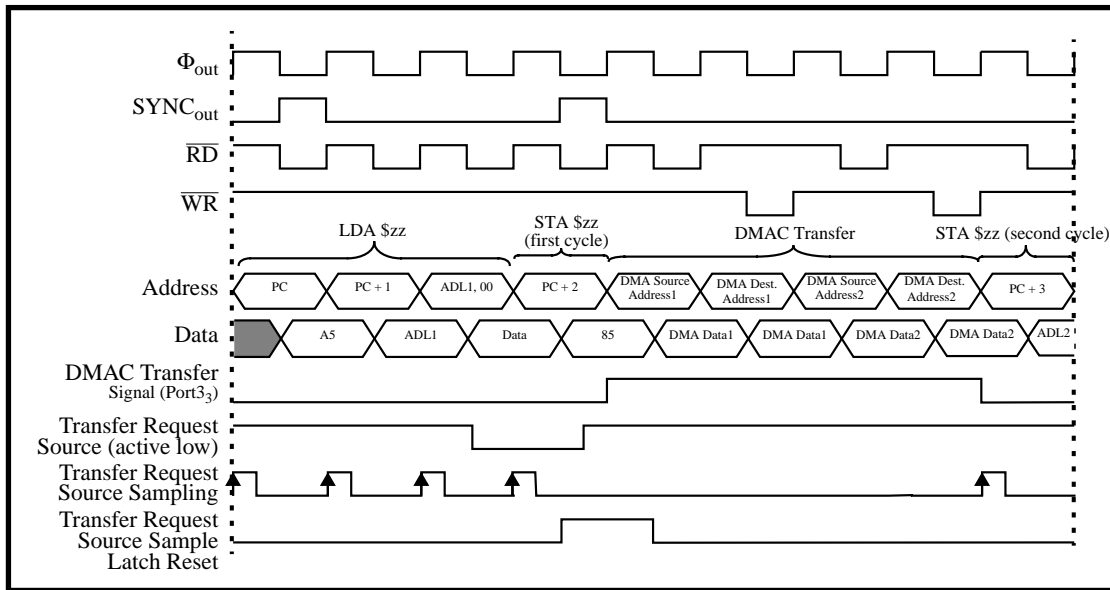 Φout
SYNCout
RD
WR
LDA $zz
STA $zz
(first cycle)
DMAC Transfer
STA $zz (second cycle)
Address
PC
PC + 1
ADL1, 00
PC + 2
DMA Source
Address1
DMA Dest.
Address1
DMA Source
Address2
DMA Dest.
Address2
PC + 3
Data
A5
ADL1
Data
85
DMA Data1
DMA Data1
DMA Data2
DMA Data2
ADL2
DMAC Transfer
Signal (Port33)
Transfer Request
Source (active low)
Transfer Request
Source Sampling
Transfer Request
Source Sample
Latch Reset